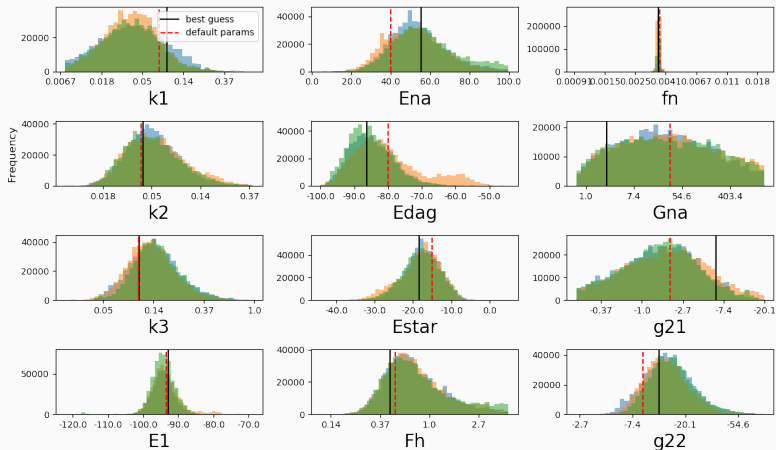 best guess
default params
40000
20000
0
0.0067 0.018 0.05 0.14 0.37
k1
40000
20000
0
0.0 20.0 40.0 60.0 80.0 100.0
Ena
200000
100000
0
0.00091 0.0015 0.0025 0.0041 0.0067 0.011 0.018
fn
Frequency
40000
20000
0
0.018 0.05 0.14 0.37
k2
40000
20000
0
-100.0 -90.0 -80.0 -70.0 -60.0 -50.0
Edag
20000
10000
0
1.0 7.4 54.6 403.4
Gna
40000
20000
0
0.05 0.14 0.37 1.0
k3
40000
20000
0
-40.0 -30.0 -20.0 -10.0 0.0
Estar
20000
10000
0
-0.37 -1.0 -2.7 -7.4 -20.1
g21
50000
0
-120.0 -110.0 -100.0 -90.0 -80.0 -70.0
E1
40000
20000
0
0.14 0.37 1.0 2.7
Fh
40000
20000
0
-2.7 -7.4 -20.1 -54.6
g22